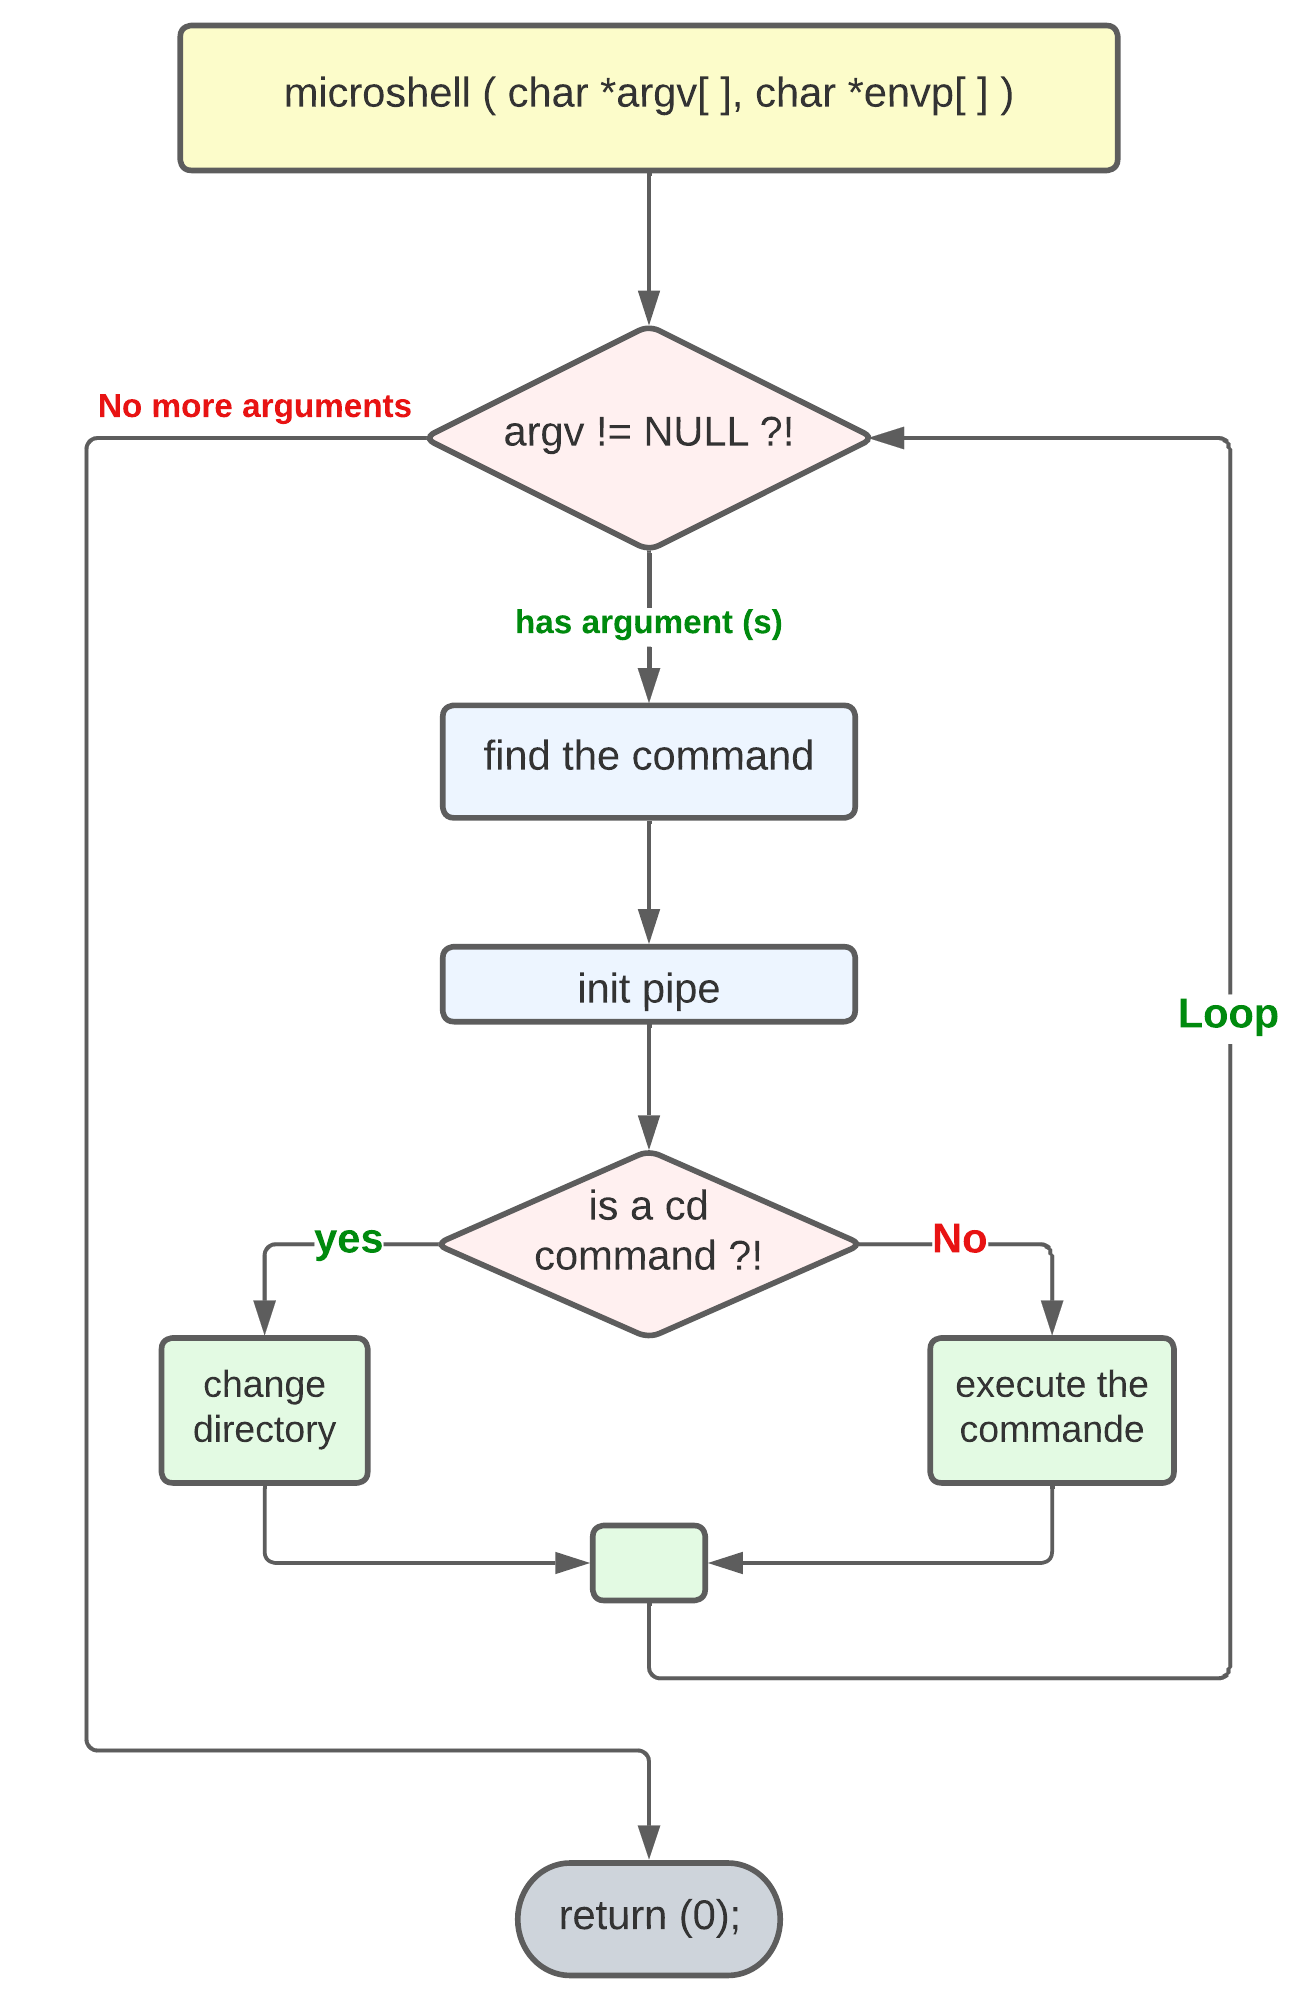 microshell ( char *argv[ ], char *envp[ ] )
No more arguments
argv != NULL ?!
has argument (s)
find the command
init pipe
Loop
is a cd
command ?!
yes
No
change
directory
execute the
commande
return (0);